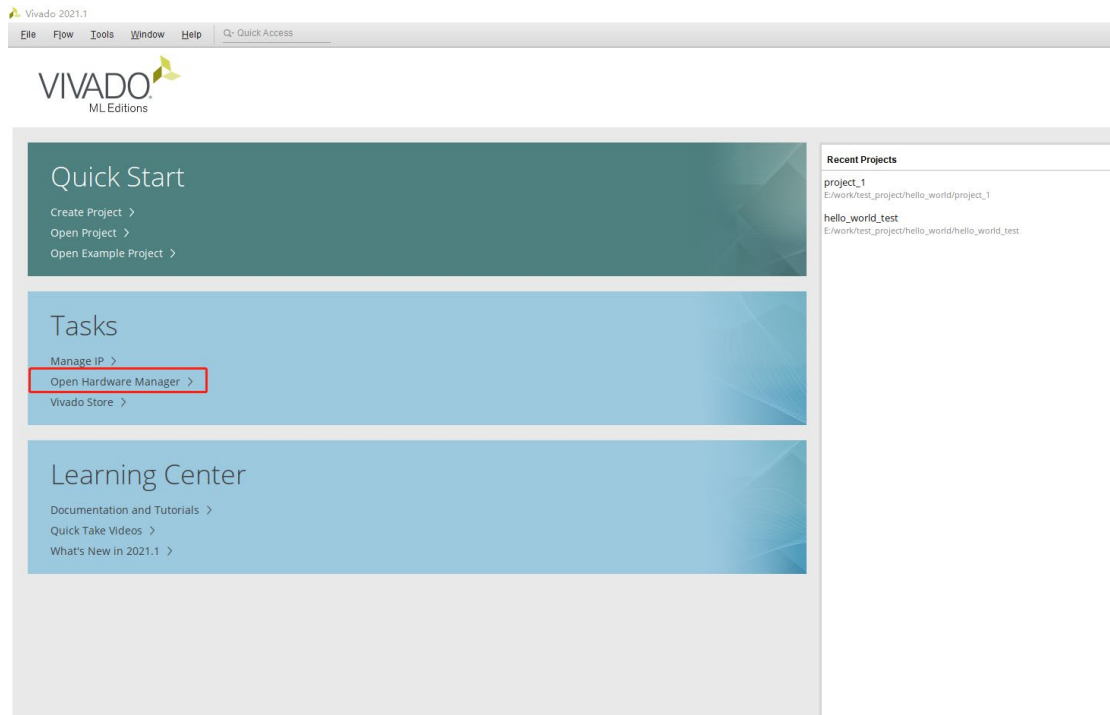 Vivado 2021.1
File Flow Tools Window Help Q- Quick Access
VIVADO.
ML Editions
Quick Start
Create Project >
Open Project >
Open Example Project >
Tasks
Manage IP >
Open Hardware Manager >
Vivado Store >
Learning Center
Documentation and Tutorials >
Quick Take Videos >
What's New in 2021.1 >
Recent Projects
project_1
E:/work/test_project/hello_world/project_1
hello_world_test
E:/work/test_project/hello_world/hello_world_test